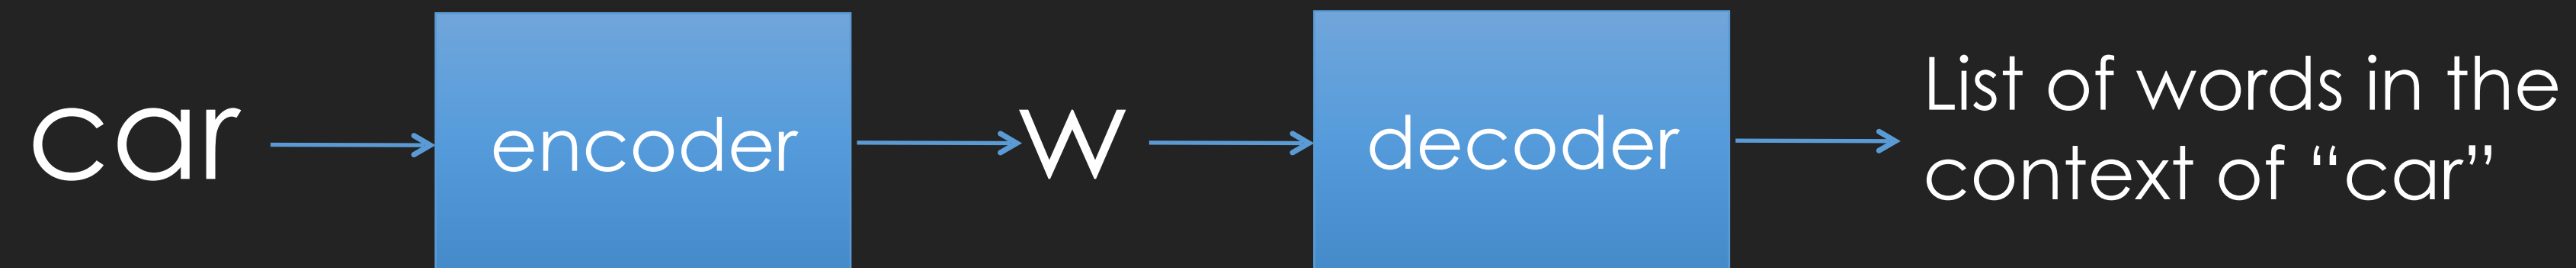 car
encoder
w
decoder
List of words in the
context of “car”